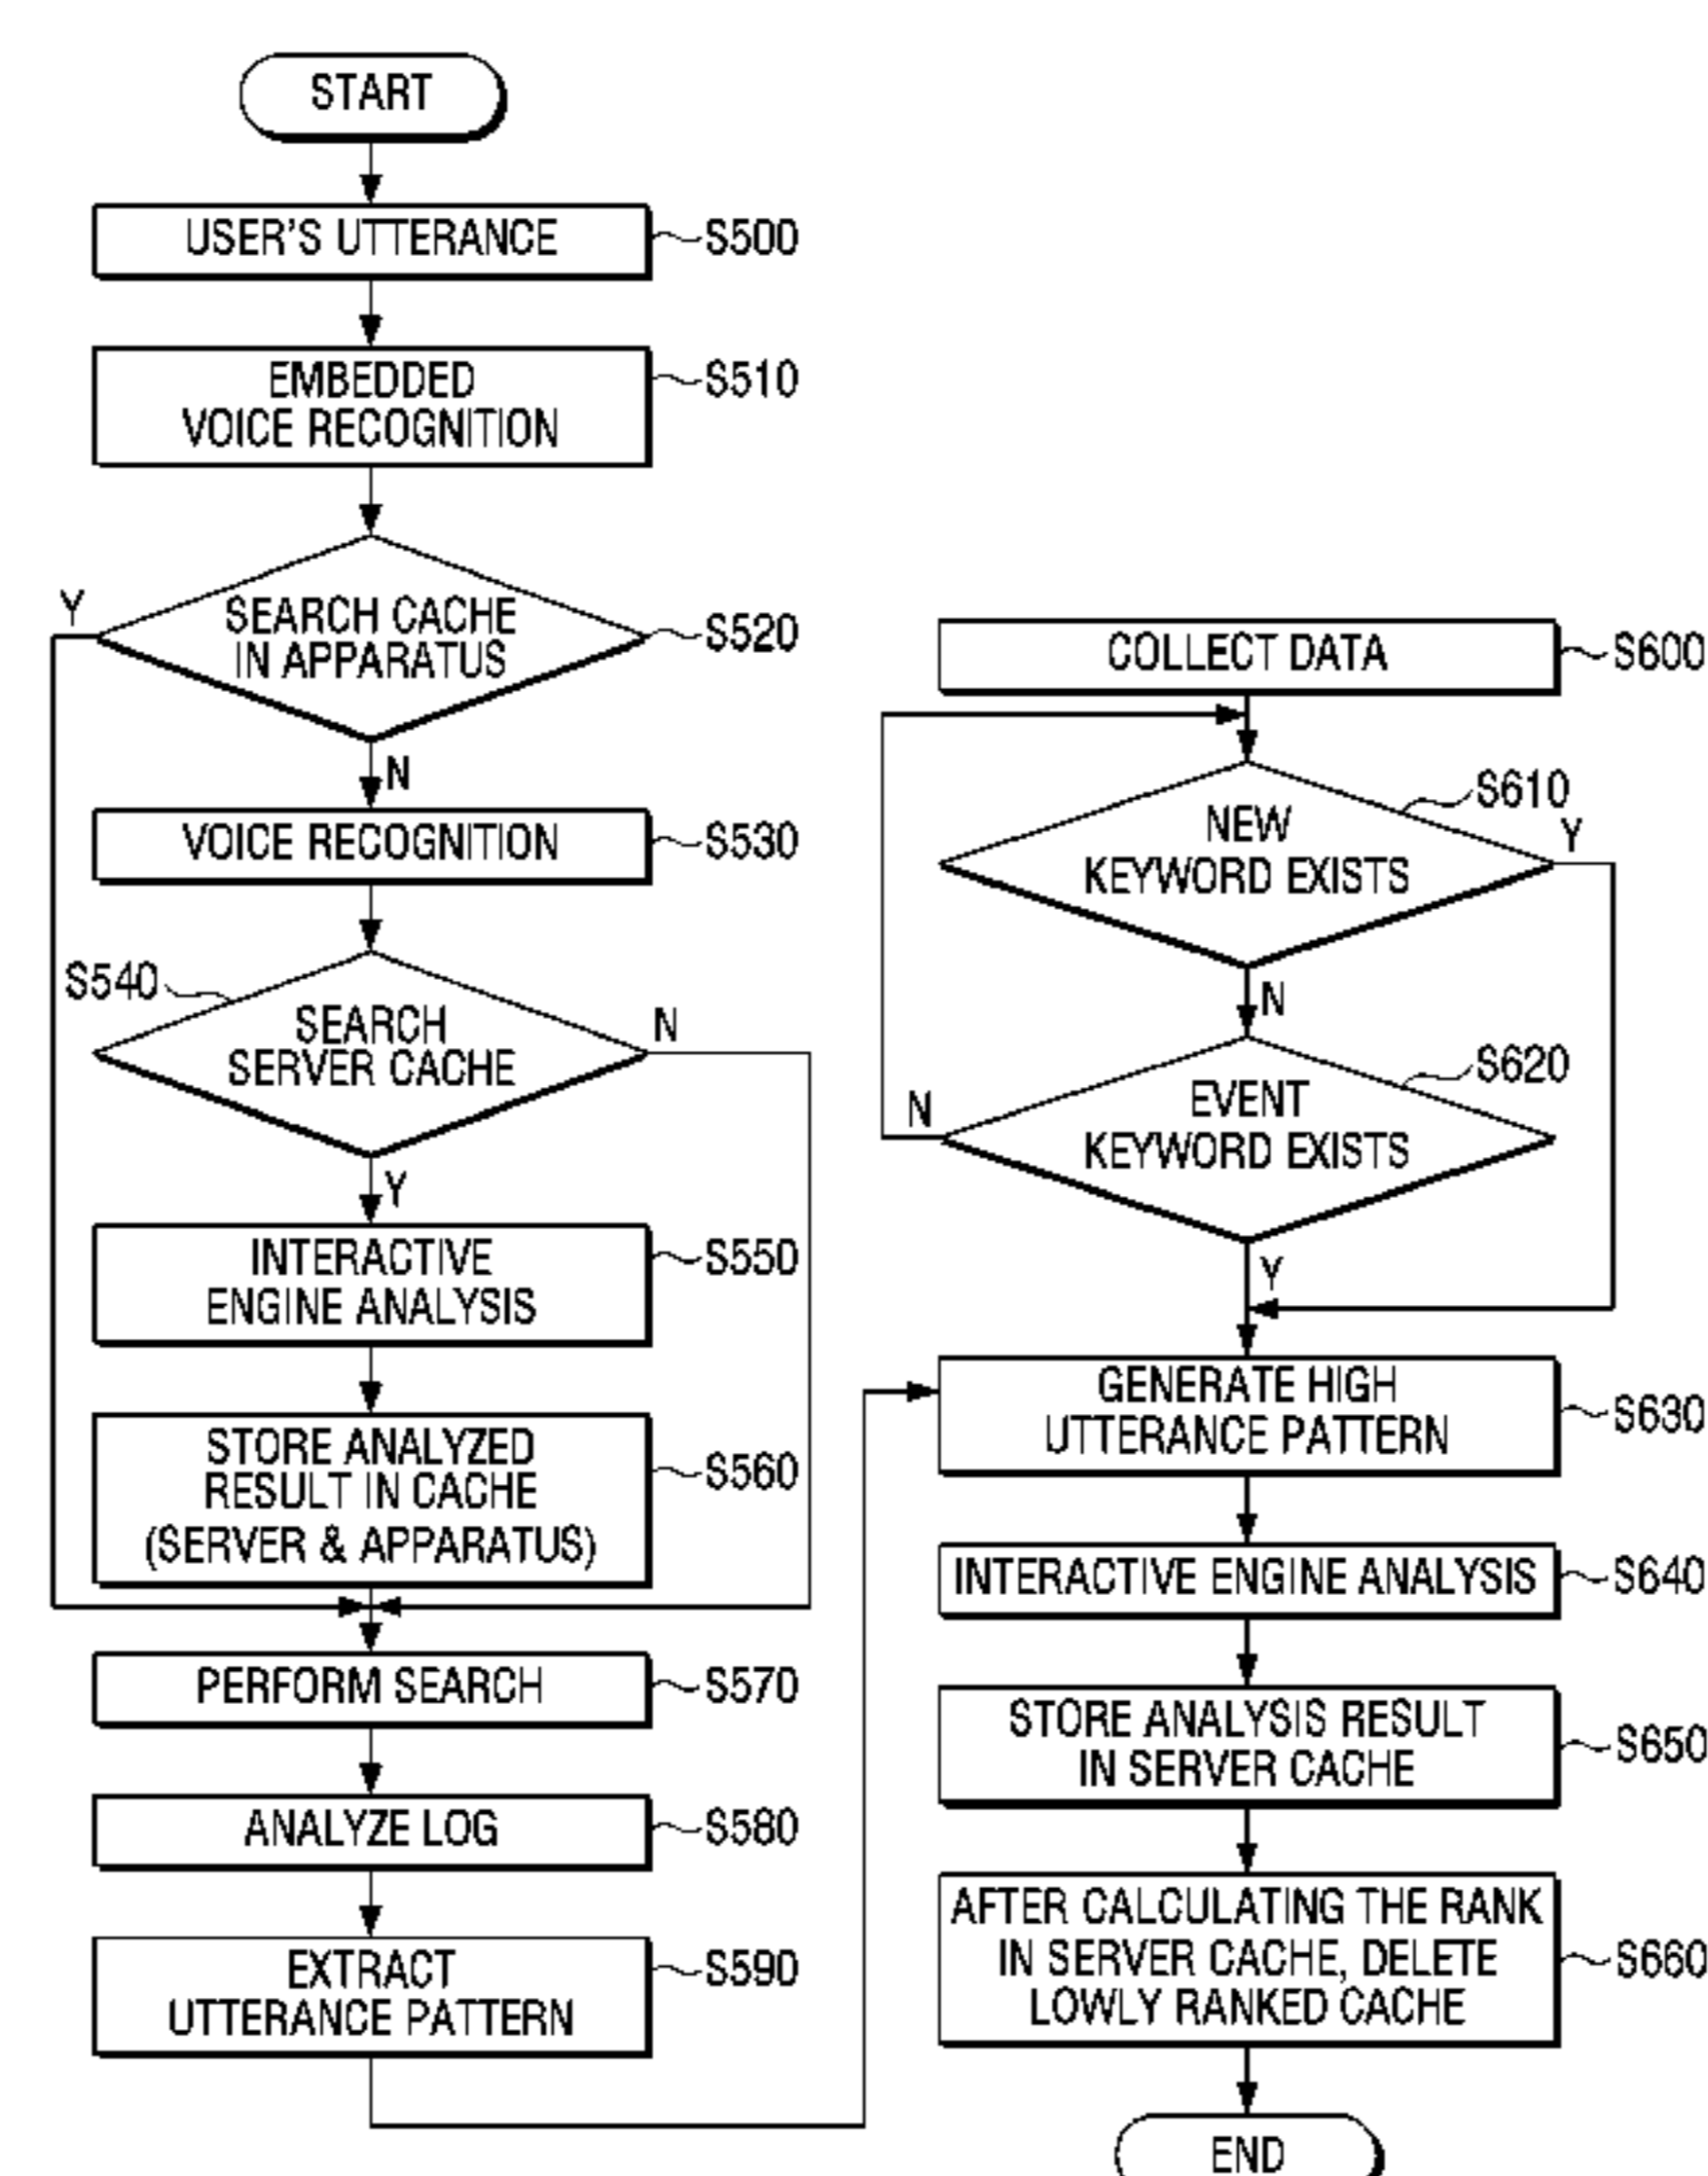 START
USER'S UTTERANCE
S500
EMBEDDED
VOICE RECOGNITION
S510
SEARCH CACHE
IN APPARATUS
S520
Y
N
VOICE RECOGNITION
S530
S540
SEARCH
SERVER CACHE
N
Y
INTERACTIVE
ENGINE ANALYSIS
S550
STORE ANALYZED
RESULT IN CACHE
(SERVER & APPARATUS)
S560
PERFORM SEARCH
S570
ANALYZE LOG
S580
EXTRACT
UTTERANCE PATTERN
S590
COLLECT DATA
S600
NEW
KEYWORD EXISTS
S610
Y
N
EVENT
KEYWORD EXISTS
S620
N
Y
GENERATE HIGH
UTTERANCE PATTERN
S630
INTERACTIVE ENGINE ANALYSIS
S640
STORE ANALYSIS RESULT
IN SERVER CACHE
S650
AFTER CALCULATING THE RANK
IN SERVER CACHE, DELETE
LOWLY RANKED CACHE
S660
END